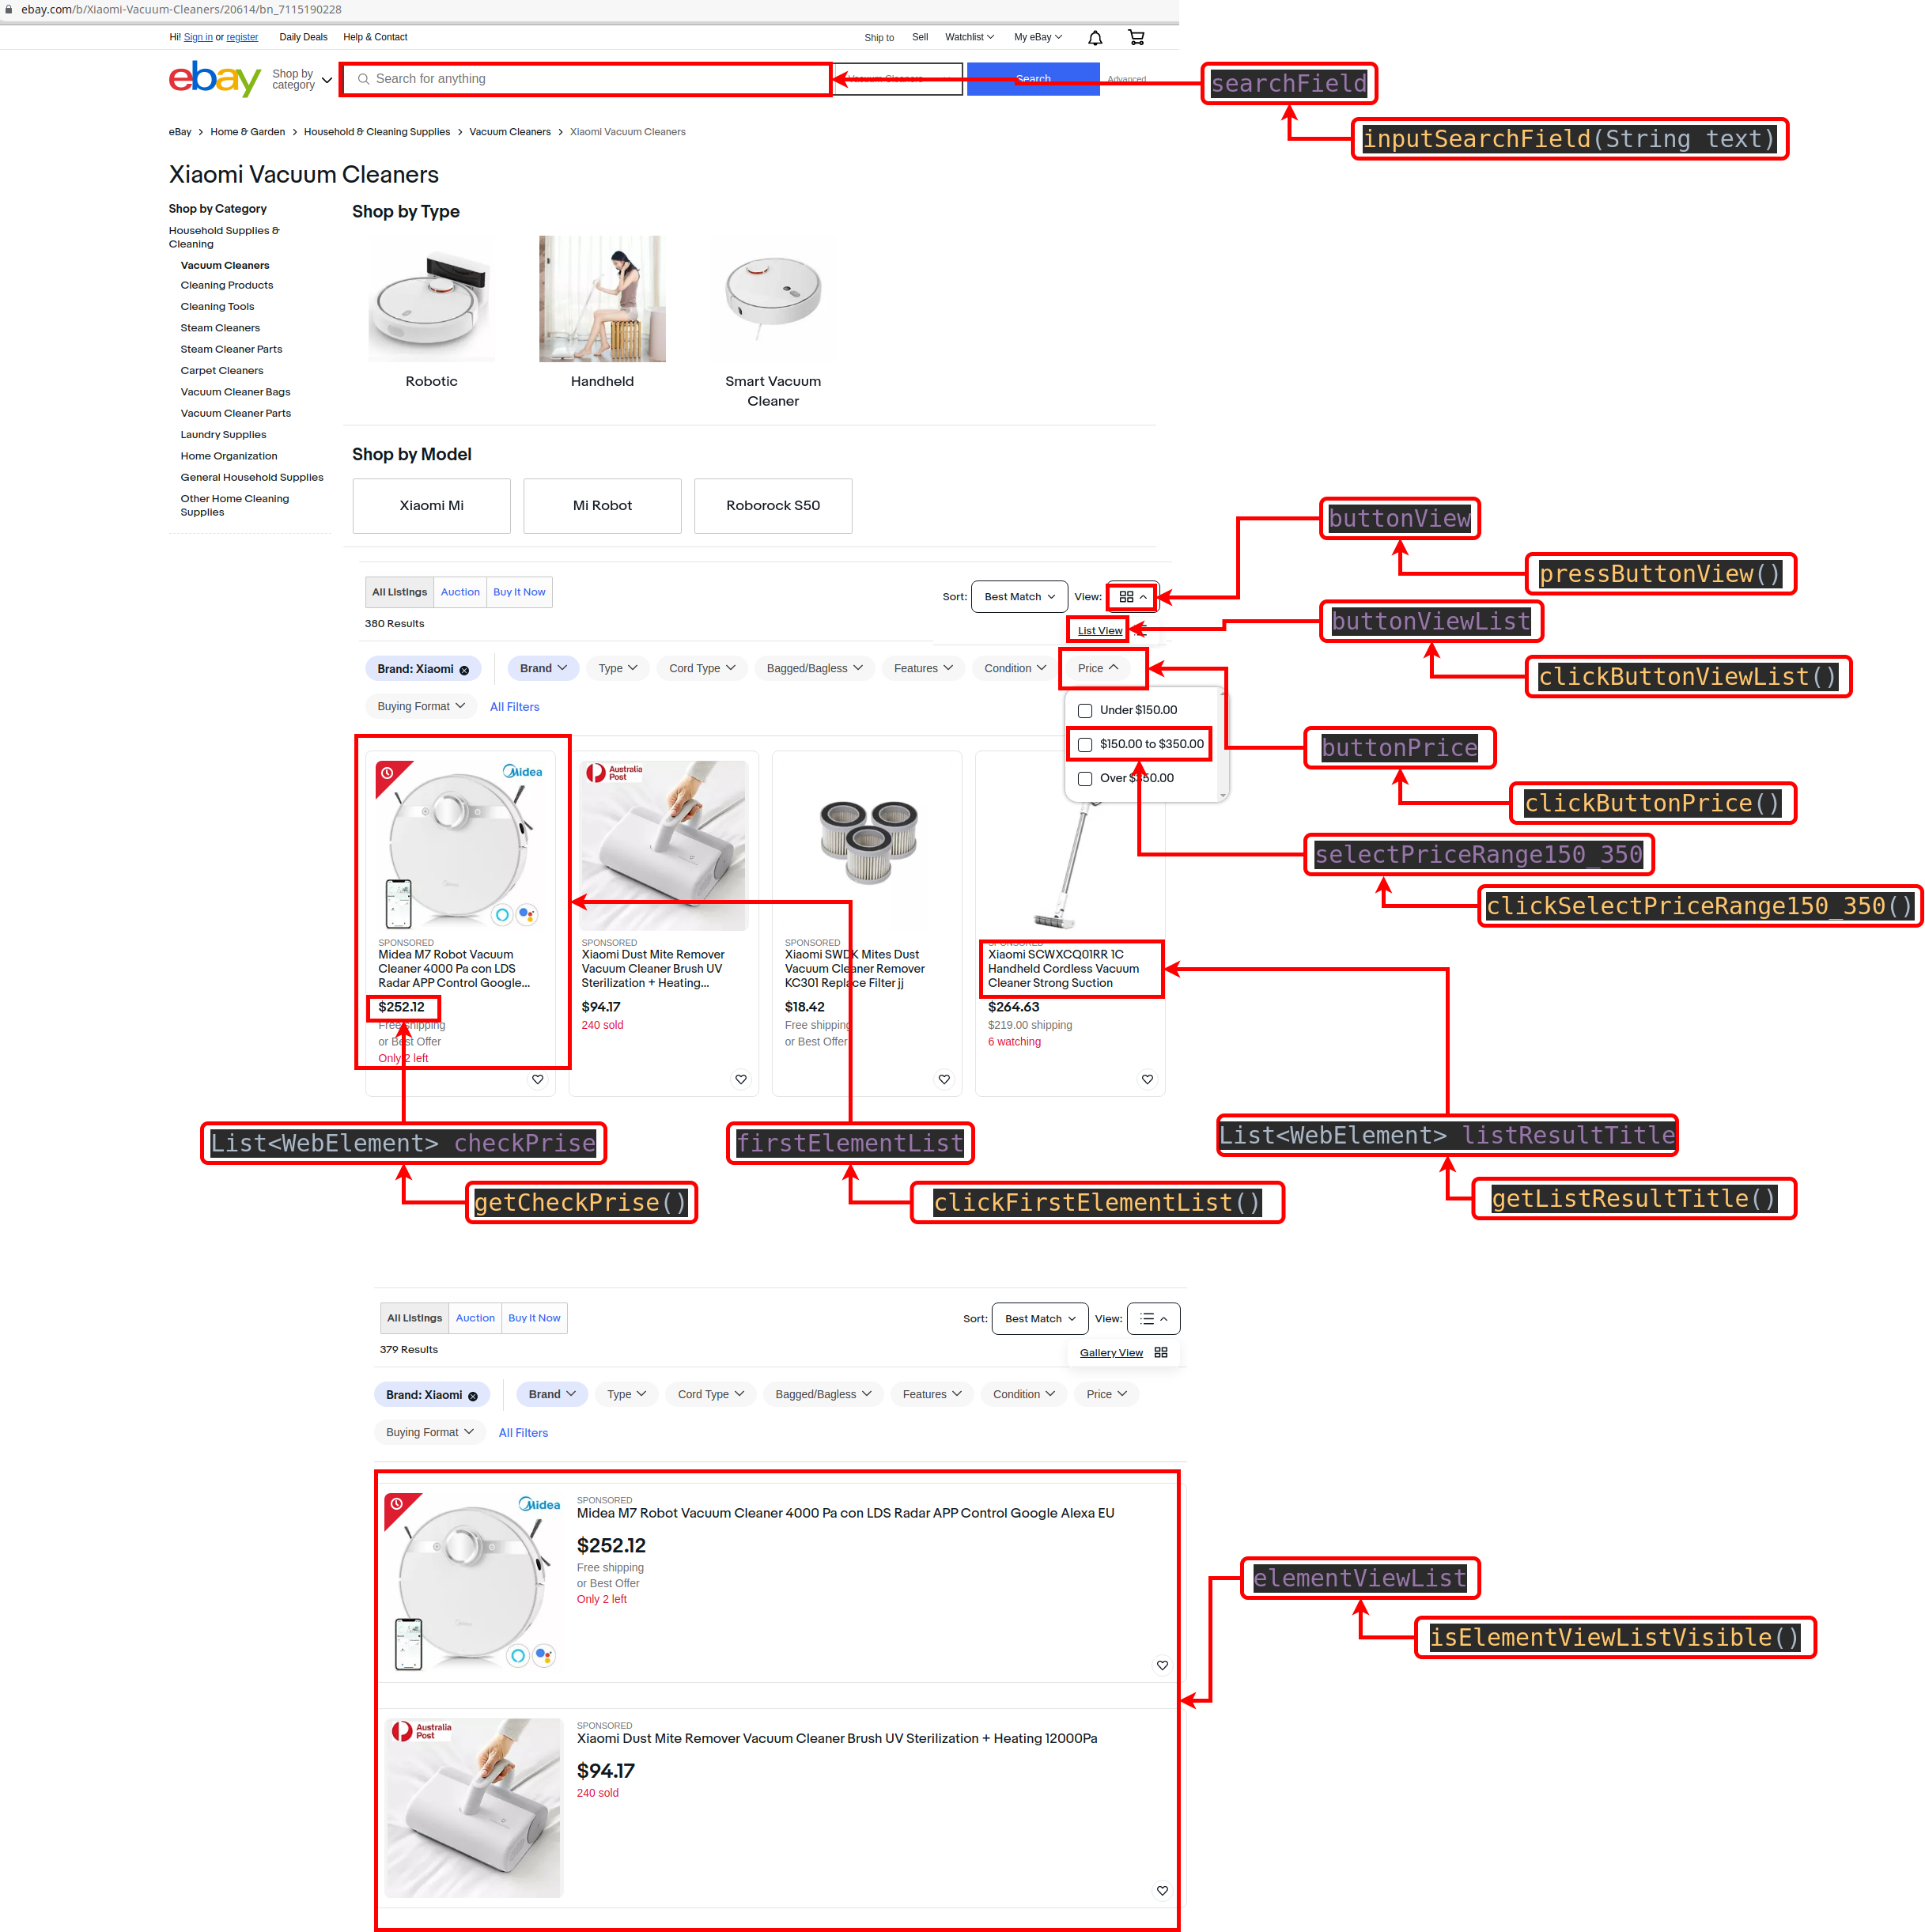 ebay.com/b/Xiaomi-Vacuum-Cleaners/20614/bn_7115190228
Hi! Sign in or register Daily Deals Help & Contact Ship to Sell Watchlist My eBay
ebay Shop by category Search for anything Vacuum Cleaners Search Advanced
searchField
inputSearchField(String text)
eBay > Home & Garden > Household & Cleaning Supplies > Vacuum Cleaners > Xiaomi Vacuum Cleaners
Xiaomi Vacuum Cleaners
Shop by Category
Household Supplies &
Cleaning
Vacuum Cleaners
Cleaning Products
Cleaning Tools
Steam Cleaners
Steam Cleaner Parts
Carpet Cleaners
Vacuum Cleaner Bags
Vacuum Cleaner Parts
Laundry Supplies
Home Organization
General Household Supplies
Other Home Cleaning
Supplies
Shop by Type
Robotic
Handheld
Smart Vacuum
Cleaner
Shop by Model
Xiaomi Mi
Mi Robot
Roborock S50
buttonView
pressButtonView()
All Listings Auction Buy It Now
Sort: Best Match View:
380 Results
List View
buttonViewList
clickButtonViewList()
Brand: Xiaomi Brand Type Cord Type Bagged/Bagless Features Condition Price
Buying Format All Filters
Under $150.00
$150.00 to $350.00
Over $350.00
buttonPrice
clickButtonPrice()
selectPriceRange150_350
clickSelectPriceRange150_350()
Midea
SPONSORED
Midea M7 Robot Vacuum
Cleaner 4000 Pa con LDS
Radar APP Control Google...
$252.12
Free shipping
or Best Offer
Only 2 left
Australia
Post
SPONSORED
Xiaomi Dust Mite Remover
Vacuum Cleaner Brush UV
Sterilization + Heating...
$94.17
240 sold
SPONSORED
Xiaomi SWDK Mites Dust
Vacuum Cleaner Remover
KC301 Replace Filter jj
$18.42
Free shipping
or Best Offer
SPONSORED
Xiaomi SCWXCQ01RR 1C
Handheld Cordless Vacuum
Cleaner Strong Suction
$264.63
$219.00 shipping
6 watching
List<WebElement> checkPrise
getCheckPrise()
firstElementList
clickFirstElementList()
List<WebElement> listResultTitle
getListResultTitle()
All Listings Auction Buy It Now
Sort: Best Match View:
379 Results
Gallery View
Brand: Xiaomi Brand Type Cord Type Bagged/Bagless Features Condition Price
Buying Format All Filters
Midea
SPONSORED
Midea M7 Robot Vacuum Cleaner 4000 Pa con LDS Radar APP Control Google Alexa EU
$252.12
Free shipping
or Best Offer
Only 2 left
elementViewList
isElementViewListVisible()
Australia
Post
SPONSORED
Xiaomi Dust Mite Remover Vacuum Cleaner Brush UV Sterilization + Heating 12000Pa
$94.17
240 sold